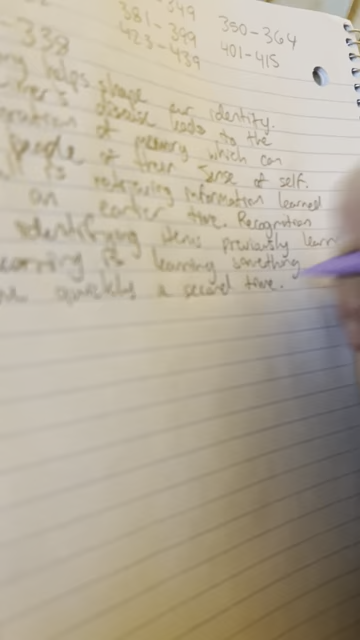 349 350-364
381-399 401-415
-338 423-439
helps shape our identity.
disease leads to the
of memory which can
people of their sense of self.
is retrieving information learned
an earlier time. Recognition
identifying items previously learn
is learning something
quickly a second time.